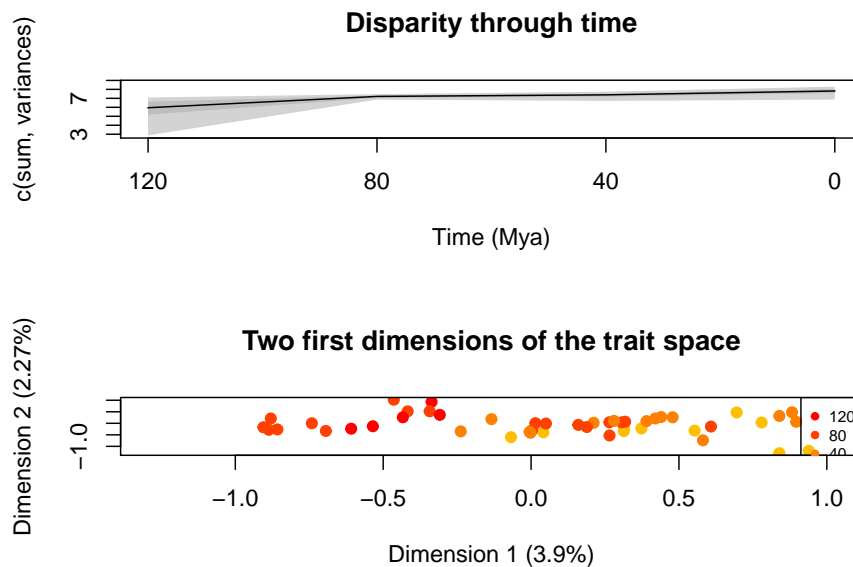 Disparity through time
c(sum, variances)
7
3
120 80 40 0
Time (Mya)
Two first dimensions of the trait space
Dimension 2 (2.27%)
−1.0
120
80
40
−1.0 −0.5 0.0 0.5 1.0
Dimension 1 (3.9%)